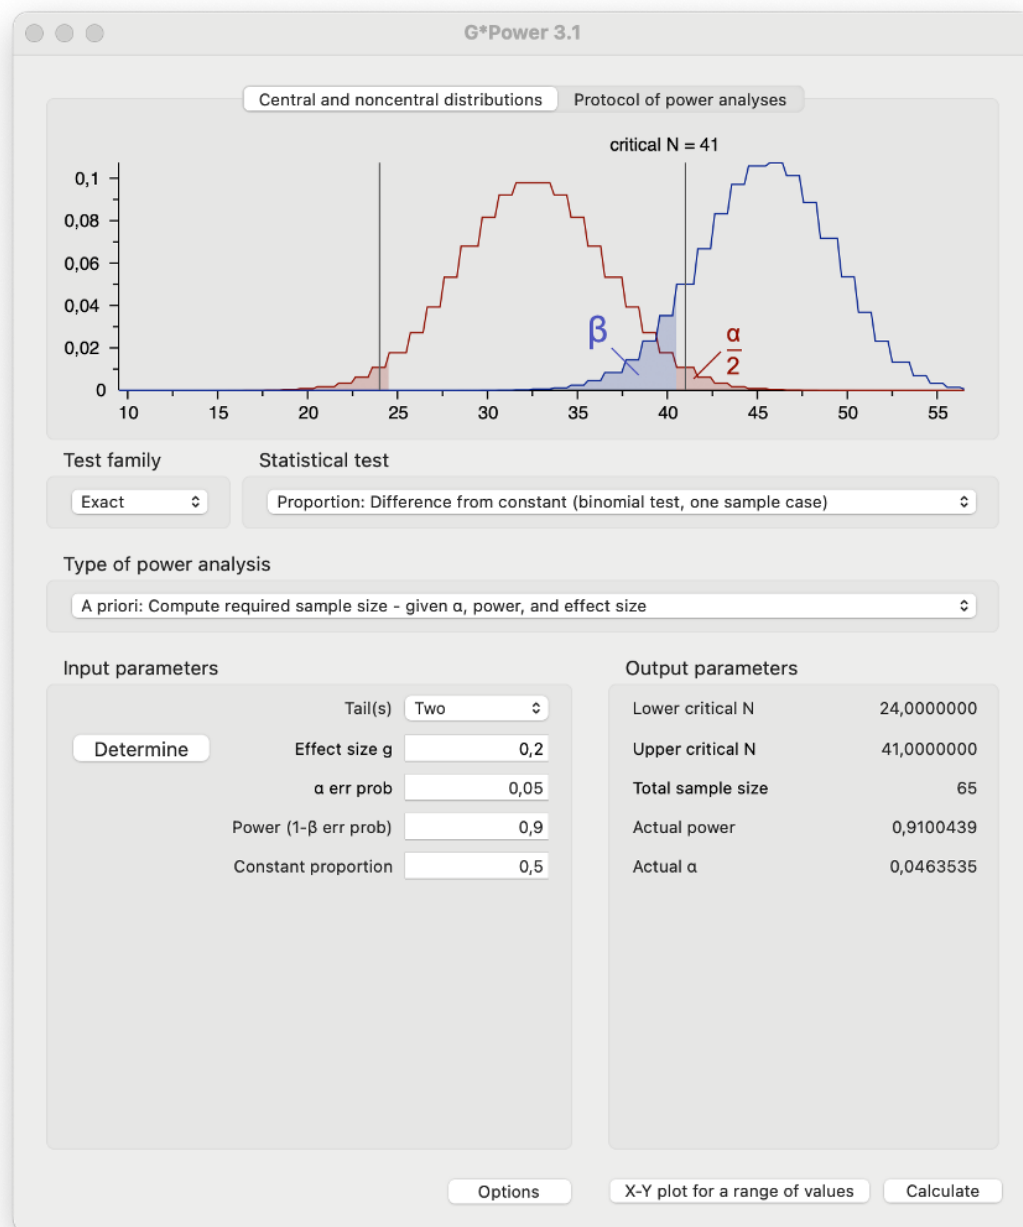 G*Power 3.1
Central and noncentral distributions Protocol of power analyses
critical N = 41
0,1
0,08
0,06
0,04
0,02
0
β
α
2
10 15 20 25 30 35 40 45 50 55
Test family Statistical test
Exact Proportion: Difference from constant (binomial test, one sample case)
Type of power analysis
A priori: Compute required sample size - given α, power, and effect size
Input parameters Output parameters
Tail(s) Two Lower critical N 24,0000000
Determine Effect size g 0,2 Upper critical N 41,0000000
α err prob 0,05 Total sample size 65
Power (1-β err prob) 0,9 Actual power 0,9100439
Constant proportion 0,5 Actual α 0,0463535
Options X-Y plot for a range of values Calculate